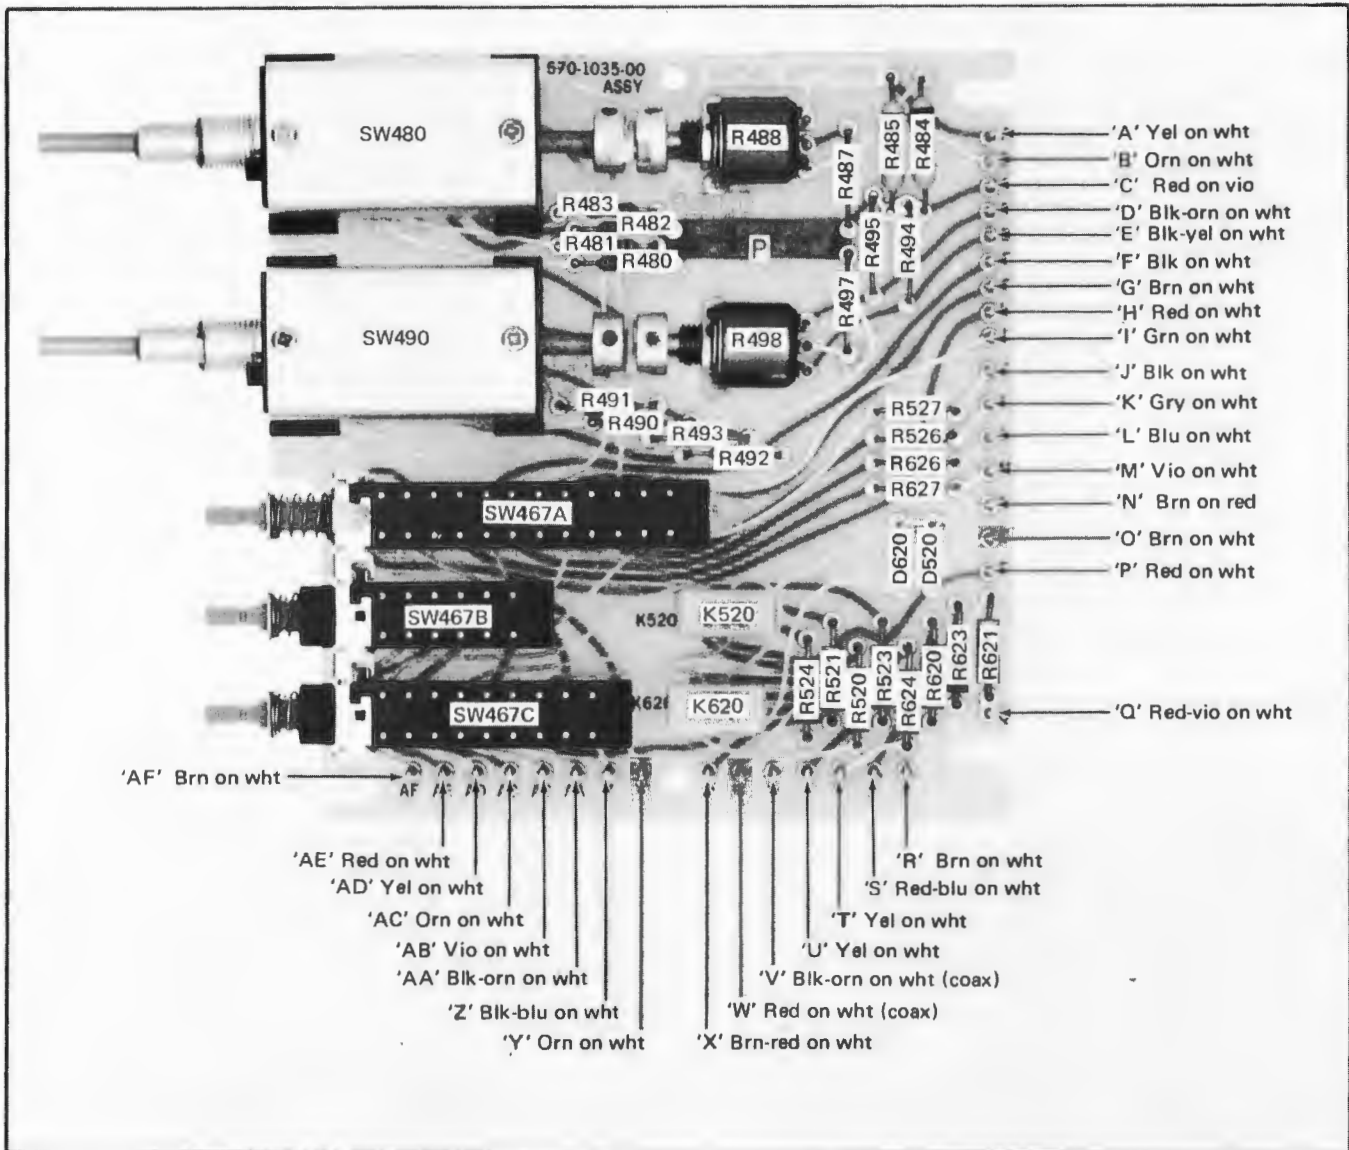 670-1035-00
ASSY
SW480
R488
R487
R485
R484
R483
R482
R481
R480
P
R495
R494
R497
SW490
R498
R491
R490
R493
R492
R527
R526
R626
R627
SW467A
D620
D520
SW467B
K520
K520
SW467C
K620
R524
R521
R520
R523
R624
R620
R623
R621
'A' Yel on wht
'B' Orn on wht
'C' Red on vio
'D' Blk-orn on wht
'E' Blk-yel on wht
'F' Blk on wht
'G' Brn on wht
'H' Red on wht
'I' Grn on wht
'J' Blk on wht
'K' Gry on wht
'L' Blu on wht
'M' Vio on wht
'N' Brn on red
'O' Brn on wht
'P' Red on wht
'Q' Red-vio on wht
'AF' Brn on wht
AF
'AE' Red on wht
'AD' Yel on wht
'AC' Orn on wht
'AB' Vio on wht
'AA' Blk-orn on wht
'Z' Blk-blu on wht
'Y' Orn on wht
'R' Brn on wht
'S' Red-blu on wht
'T' Yel on wht
'U' Yel on wht
'V' Blk-orn on wht (coax)
'W' Red on wht (coax)
'X' Brn-red on wht